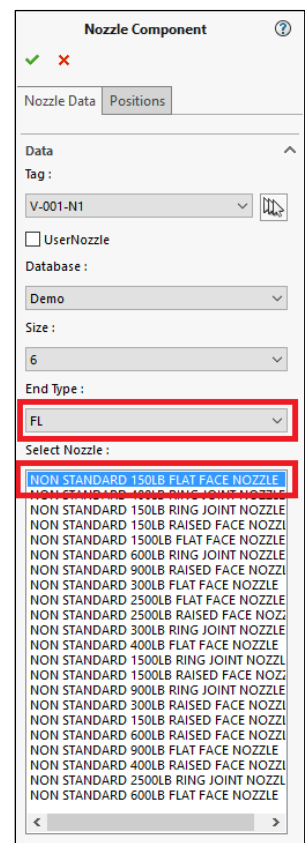 Nozzle Component
Nozzle Data Positions
Data
Tag :
V-001-N1
UserNozzle
Database :
Demo
Size :
6
End Type :
FL
Select Nozzle :
NON STANDARD 150LB FLAT FACE NOZZLE
NON STANDARD 400LB RING JOINT NOZZLE
NON STANDARD 150LB RING JOINT NOZZLE
NON STANDARD 150LB RAISED FACE NOZZL
NON STANDARD 1500LB FLAT FACE NOZZLE
NON STANDARD 600LB RING JOINT NOZZLE
NON STANDARD 900LB RAISED FACE NOZZL
NON STANDARD 300LB FLAT FACE NOZZLE
NON STANDARD 2500LB FLAT FACE NOZZLE
NON STANDARD 2500LB RAISED FACE NOZZ
NON STANDARD 300LB RING JOINT NOZZLE
NON STANDARD 400LB FLAT FACE NOZZLE
NON STANDARD 1500LB RING JOINT NOZZL
NON STANDARD 1500LB RAISED FACE NOZZ
NON STANDARD 900LB RING JOINT NOZZLE
NON STANDARD 300LB RAISED FACE NOZZL
NON STANDARD 150LB RAISED FACE NOZZL
NON STANDARD 600LB RAISED FACE NOZZL
NON STANDARD 900LB FLAT FACE NOZZLE
NON STANDARD 400LB RAISED FACE NOZZL
NON STANDARD 2500LB RING JOINT NOZZL
NON STANDARD 600LB FLAT FACE NOZZLE